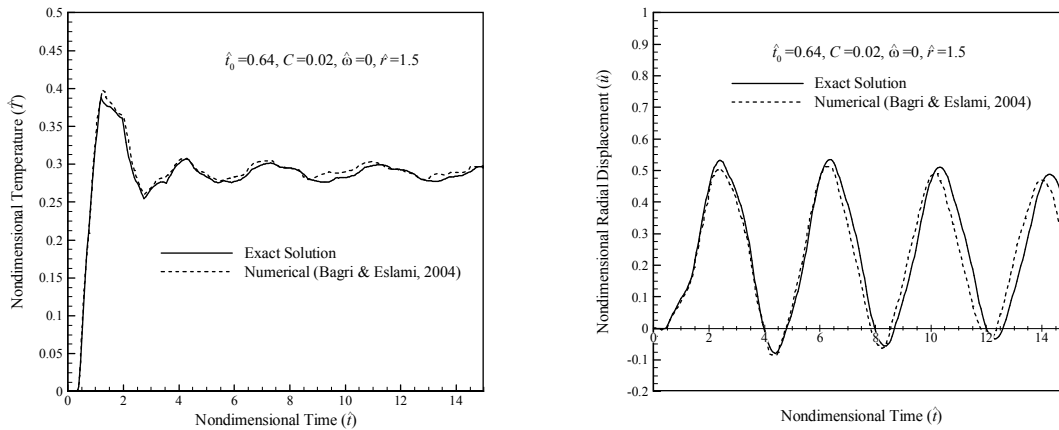 0.5
0.45
0.4
0.35
0.3
0.25
0.2
0.15
0.1
0.05
0
Nondimensional Temperature (T̂)
t̂₀=0.64, C=0.02, ω̂=0, r̂=1.5
Exact Solution
Numerical (Bagri & Eslami, 2004)
0 2 4 6 8 10 12 14
Nondimensional Time (t̂)
1
0.9
0.8
0.7
0.6
0.5
0.4
0.3
0.2
0.1
0
-0.1
-0.2
Nondimensional Radial Displacement (û)
t̂₀=0.64, C=0.02, ω̂=0, r̂=1.5
Exact Solution
Numerical (Bagri & Eslami, 2004)
0 2 4 6 8 10 12 14
Nondimensional Time (t̂)